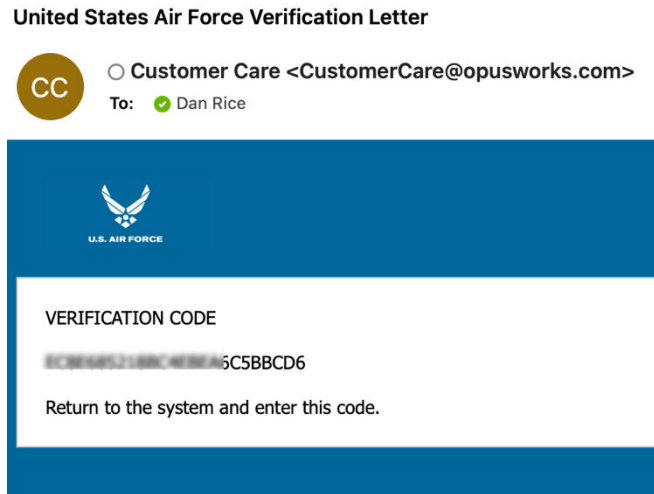 United States Air Force Verification Letter
CC
Customer Care <CustomerCare@opusworks.com>
To: Dan Rice
U.S. AIR FORCE
VERIFICATION CODE
6C5BBCD6
Return to the system and enter this code.